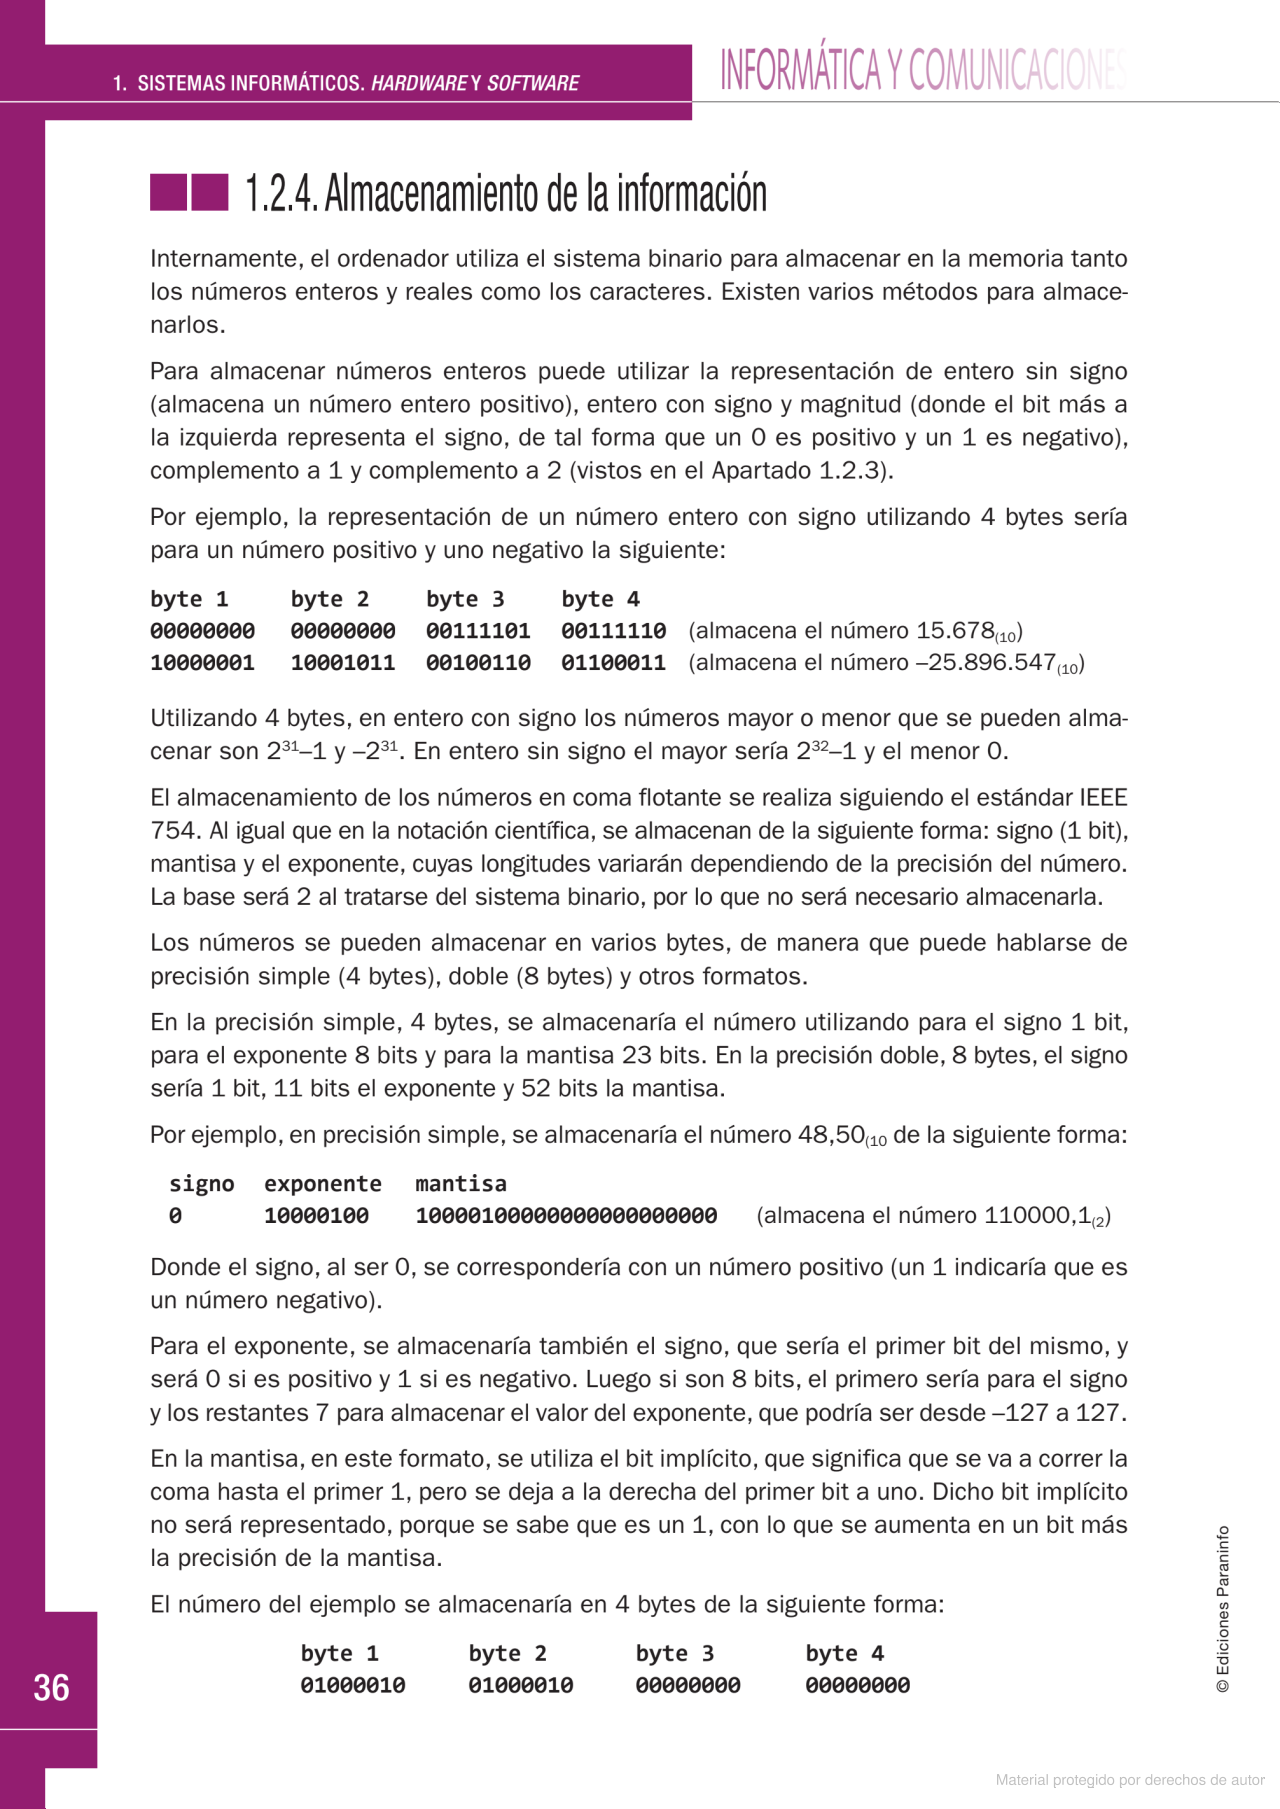 1. SISTEMAS INFORMÁTICOS. HARDWARE Y SOFTWARE
INFORMÁTICA Y COMUNICACIONES
1.2.4. Almacenamiento de la información
Internamente, el ordenador utiliza el sistema binario para almacenar en la memoria tanto
los números enteros y reales como los caracteres. Existen varios métodos para almace-
narlos.
Para almacenar números enteros puede utilizar la representación de entero sin signo
(almacena un número entero positivo), entero con signo y magnitud (donde el bit más a
la izquierda representa el signo, de tal forma que un 0 es positivo y un 1 es negativo),
complemento a 1 y complemento a 2 (vistos en el Apartado 1.2.3).
Por ejemplo, la representación de un número entero con signo utilizando 4 bytes sería
para un número positivo y uno negativo la siguiente:
byte 1 byte 2 byte 3 byte 4
00000000 00000000 00111101 00111110 (almacena el número 15.678(10)
10000001 10001011 00100110 01100011 (almacena el número –25.896.547(10)
Utilizando 4 bytes, en entero con signo los números mayor o menor que se pueden alma-
cenar son 2³¹–1 y –2³¹. En entero sin signo el mayor sería 2³²–1 y el menor 0.
El almacenamiento de los números en coma flotante se realiza siguiendo el estándar IEEE
754. Al igual que en la notación científica, se almacenan de la siguiente forma: signo (1 bit),
mantisa y el exponente, cuyas longitudes variarán dependiendo de la precisión del número.
La base será 2 al tratarse del sistema binario, por lo que no será necesario almacenarla.
Los números se pueden almacenar en varios bytes, de manera que puede hablarse de
precisión simple (4 bytes), doble (8 bytes) y otros formatos.
En la precisión simple, 4 bytes, se almacenaría el número utilizando para el signo 1 bit,
para el exponente 8 bits y para la mantisa 23 bits. En la precisión doble, 8 bytes, el signo
sería 1 bit, 11 bits el exponente y 52 bits la mantisa.
Por ejemplo, en precisión simple, se almacenaría el número 48,50(10 de la siguiente forma:
signo exponente mantisa
0 10000100 10000100000000000000000 (almacena el número 110000,1(2)
Donde el signo, al ser 0, se correspondería con un número positivo (un 1 indicaría que es
un número negativo).
Para el exponente, se almacenaría también el signo, que sería el primer bit del mismo, y
será 0 si es positivo y 1 si es negativo. Luego si son 8 bits, el primero sería para el signo
y los restantes 7 para almacenar el valor del exponente, que podría ser desde –127 a 127.
En la mantisa, en este formato, se utiliza el bit implícito, que significa que se va a correr la
coma hasta el primer 1, pero se deja a la derecha del primer bit a uno. Dicho bit implícito
no será representado, porque se sabe que es un 1, con lo que se aumenta en un bit más
la precisión de la mantisa.
El número del ejemplo se almacenaría en 4 bytes de la siguiente forma:
byte 1 byte 2 byte 3 byte 4
01000010 01000010 00000000 00000000
36
© Ediciones Paraninfo
Material protegido por derechos de autor